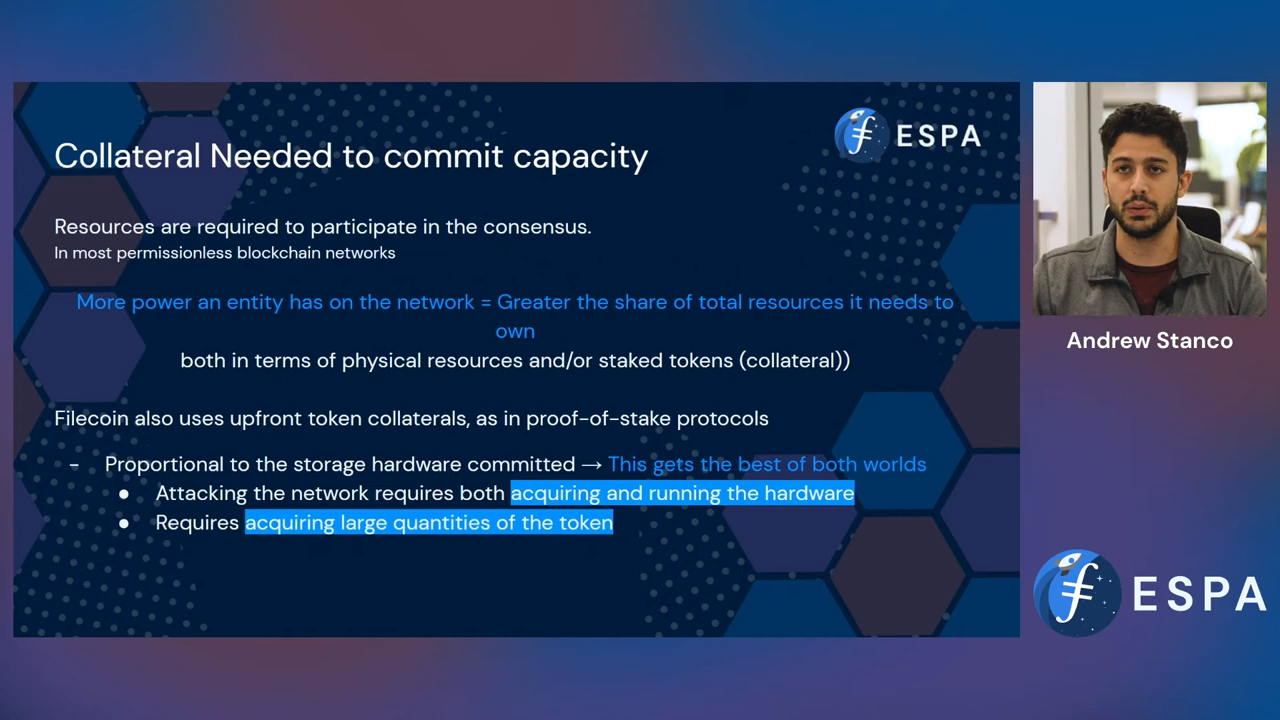 ESPA
Collateral Needed to commit capacity
Resources are required to participate in the consensus.
In most permissionless blockchain networks
More power an entity has on the network = Greater the share of total resources it needs to
own
both in terms of physical resources and/or staked tokens (collateral))
Filecoin also uses upfront token collaterals, as in proof-of-stake protocols
- Proportional to the storage hardware committed → This gets the best of both worlds
● Attacking the network requires both acquiring and running the hardware
● Requires acquiring large quantities of the token
Andrew Stanco
ESPA